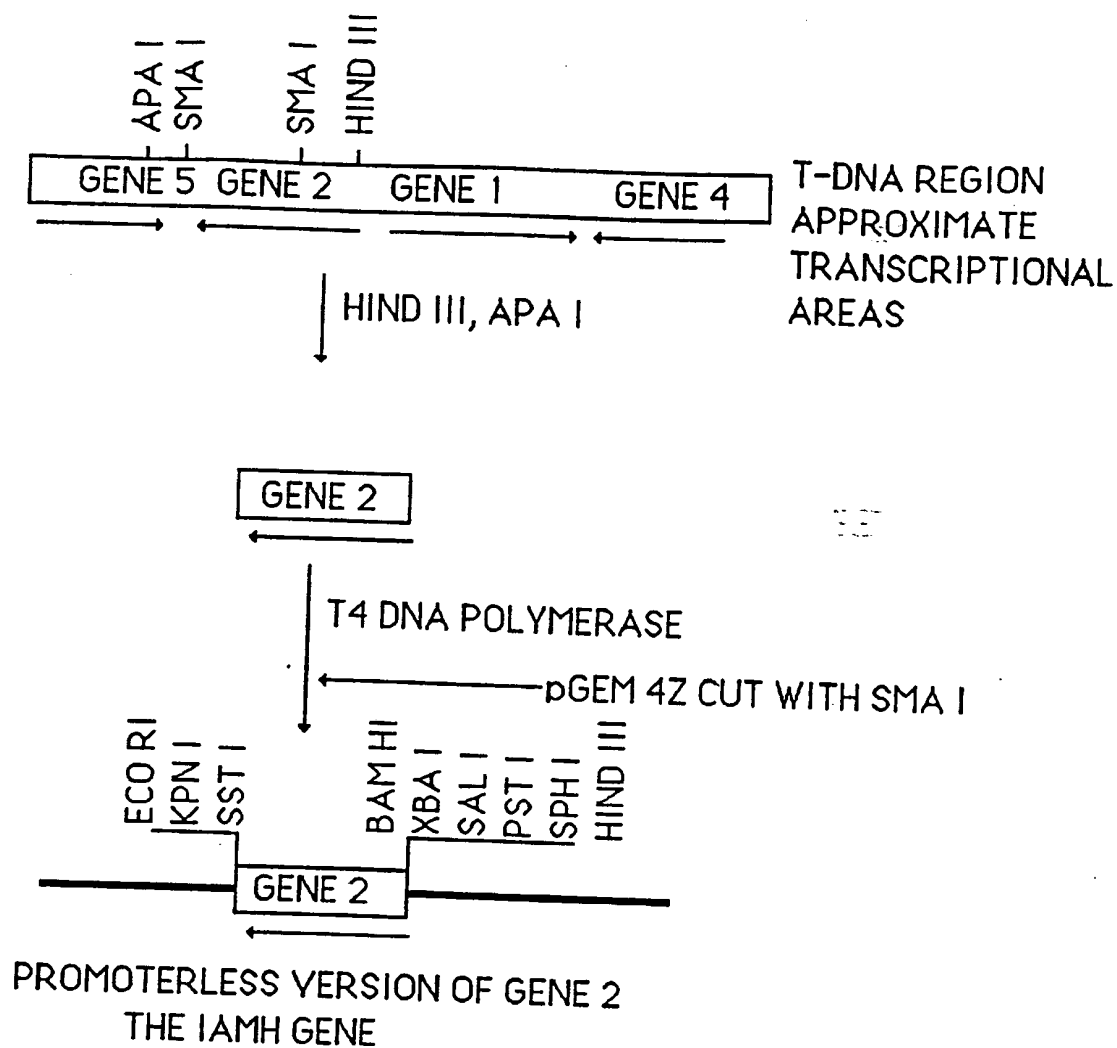 APA I
SMA I
SMA I
HIND III
GENE 5
GENE 2
GENE 1
GENE 4
T-DNA REGION
APPROXIMATE
TRANSCRIPTIONAL
AREAS
HIND III, APA I
GENE 2
T4 DNA POLYMERASE
pGEM 4Z CUT WITH SMA I
ECO RI
KPN I
SST I
BAM HI
XBA I
SAL I
PST I
SPH I
HIND III
GENE 2
PROMOTERLESS VERSION OF GENE 2
THE IAMH GENE